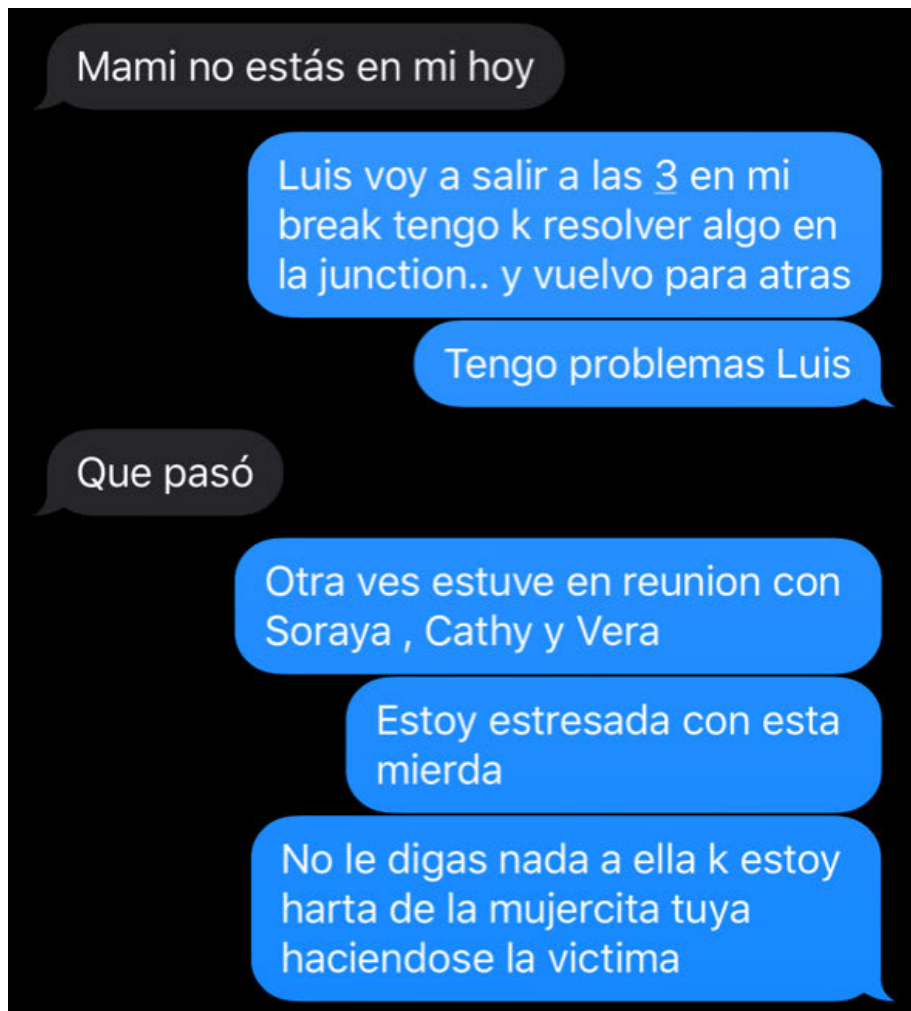 Mami no estás en mi hoy
Luis voy a salir a las 3 en mi
break tengo k resolver algo en
la junction.. y vuelvo para atras
Tengo problemas Luis
Que pasó
Otra ves estuve en reunion con
Soraya , Cathy y Vera
Estoy estresada con esta
mierda
No le digas nada a ella k estoy
harta de la mujercita tuya
haciendose la victima